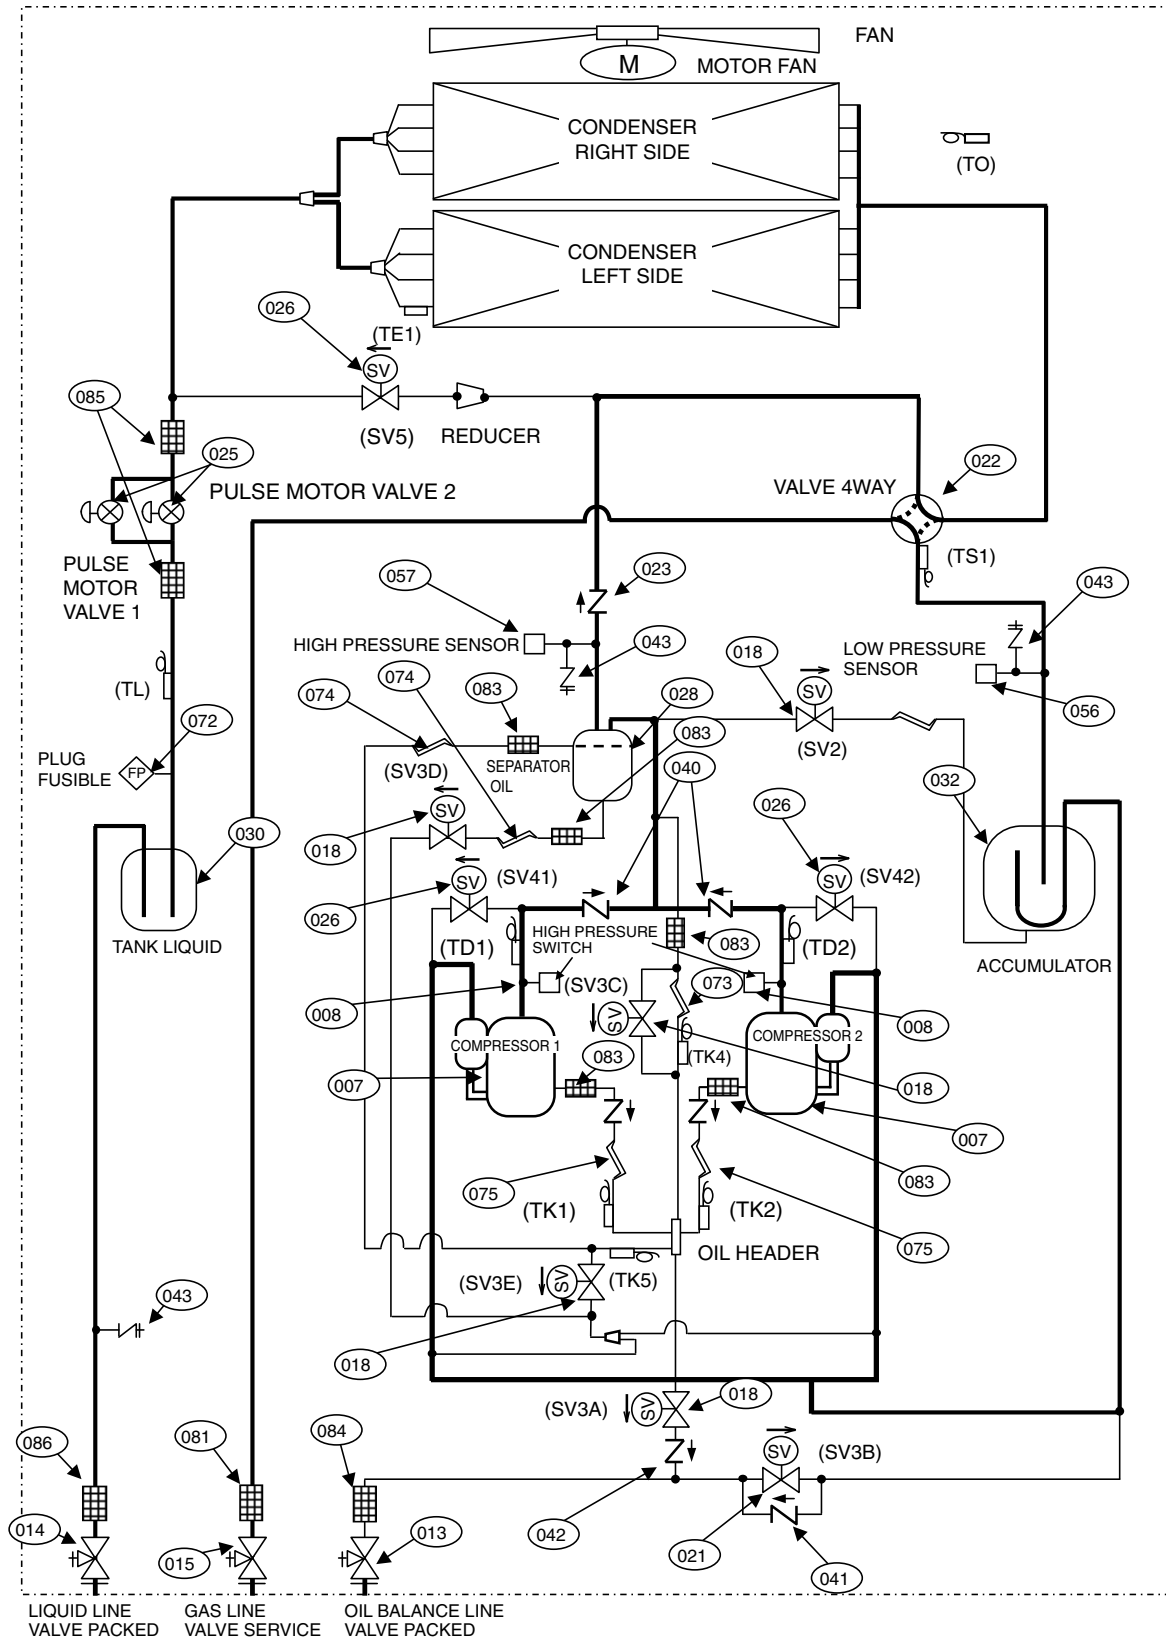 FAN
M
MOTOR FAN
CONDENSER
RIGHT SIDE
(TO)
CONDENSER
LEFT SIDE
026
(TE1)
SV
085
(SV5)
REDUCER
025
022
PULSE MOTOR VALVE 2
VALVE 4WAY
PULSE
MOTOR
VALVE 1
(TS1)
057
023
043
HIGH PRESSURE SENSOR
043
018
LOW PRESSURE
SENSOR
074
074
083
028
SV
056
(TL)
072
083
PLUG
FUSIBLE
FP
(SV3D)
SEPARATOR
OIL
(SV2)
040
032
SV
026
018
030
(SV41)
SV
SV
(SV42)
026
TANK LIQUID
(TD1)
HIGH PRESSURE
SWITCH
083
(TD2)
ACCUMULATOR
(SV3C)
073
008
SV
008
COMPRESSOR 1
COMPRESSOR 2
083
(TK4)
007
018
007
083
075
(TK1)
(TK2)
OIL HEADER
075
(SV3E)
SV
(TK5)
043
018
018
(SV3A)
SV
086
081
084
SV
(SV3B)
014
015
013
042
021
041
LIQUID LINE
VALVE PACKED
GAS LINE
VALVE SERVICE
OIL BALANCE LINE
VALVE PACKED